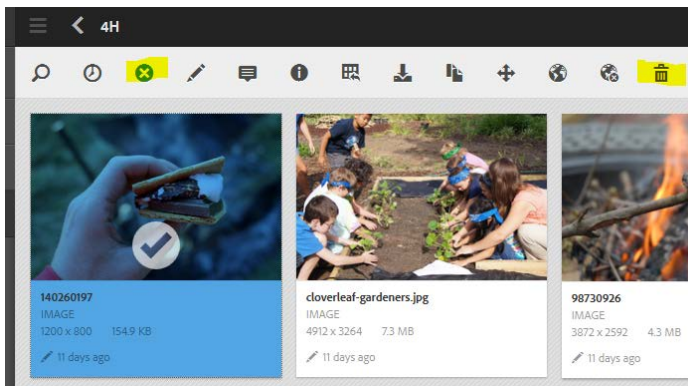 4H
140260197
IMAGE
1200 x 800 154.9 KB
11 days ago
cloverleaf-gardeners.jpg
IMAGE
4912 x 3264 7.3 MB
11 days ago
98730926
IMAGE
3872 x 2592 4.3 MB
11 days ago